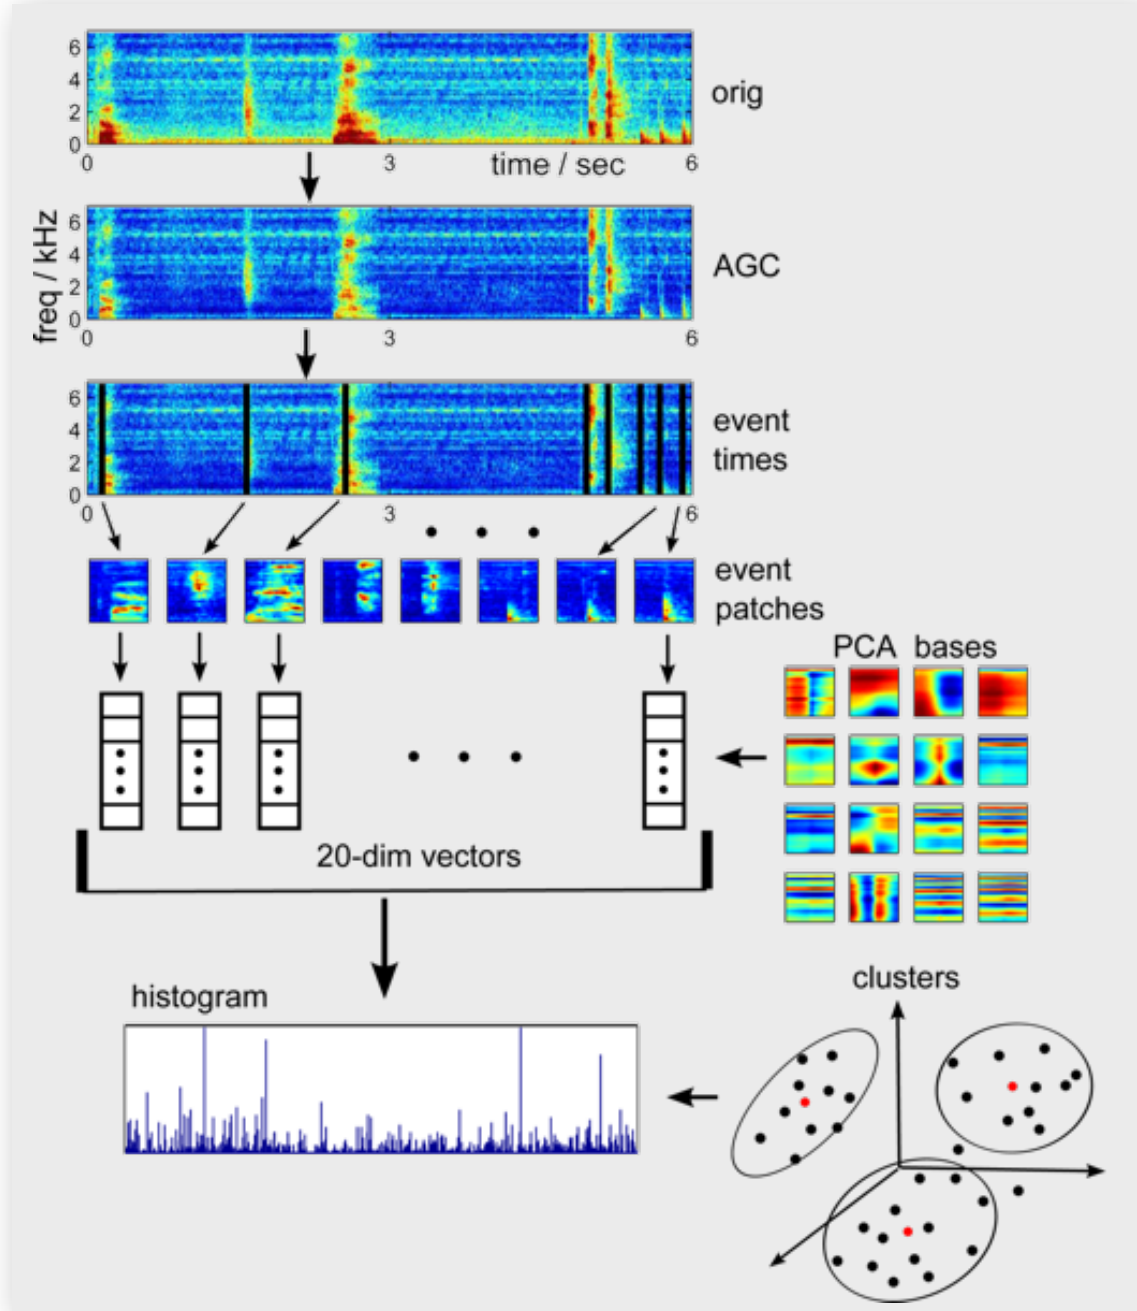 6
4
2
0
0
3
time / sec
6
orig
freq / kHz
6
4
2
0
0
3
6
AGC
6
4
2
0
0
3
6
event
times
event
patches
PCA bases
20-dim vectors
histogram
clusters